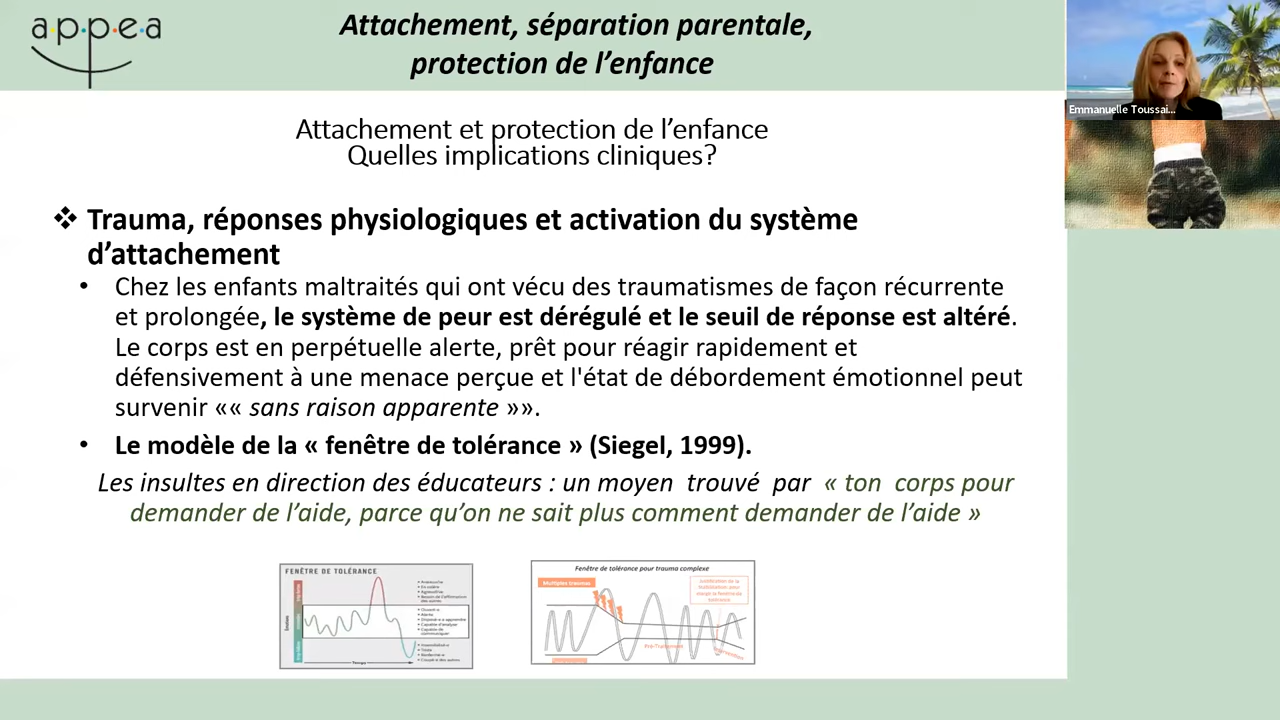 a·p·p·e·a
Attachement, séparation parentale,
protection de l’enfance
Emmanuelle Toussai...
Attachement et protection de l’enfance
Quelles implications cliniques?
❖ Trauma, réponses physiologiques et activation du système
d’attachement
• Chez les enfants maltraités qui ont vécu des traumatismes de façon récurrente
et prolongée, le système de peur est dérégulé et le seuil de réponse est altéré.
Le corps est en perpétuelle alerte, prêt pour réagir rapidement et
défensivement à une menace perçue et l'état de débordement émotionnel peut
survenir «« sans raison apparente »».
• Le modèle de la « fenêtre de tolérance » (Siegel, 1999).
Les insultes en direction des éducateurs : un moyen trouvé par « ton corps pour
demander de l’aide, parce qu’on ne sait plus comment demander de l’aide »
FENÊTRE DE TOLÉRANCE
Temps
Fenêtre de tolérance pour trauma complexe
Multiples traumas